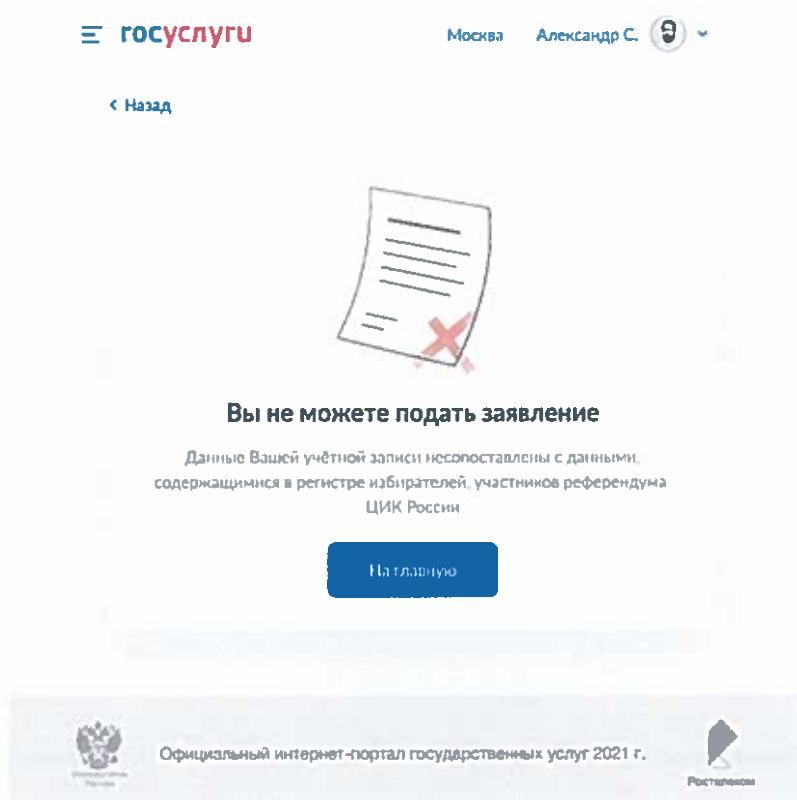 госуслуги Москва Александр С.
Назад
Вы не можете подать заявление
Данные Вашей учётной записи несопоставлены с данными,
содержащимися в регистре избирателей, участников референдума
ЦИК России
На главную
Официальный интернет-портал государственных услуг 2021 г.
Ростелеком